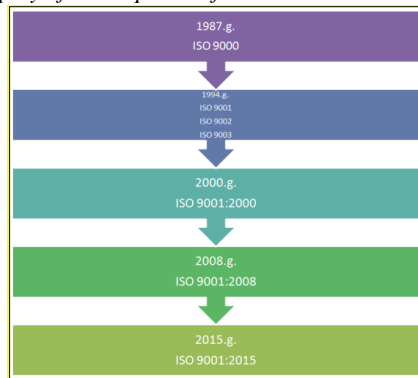 1987.g.
ISO 9000
1994.g.
ISO 9001
ISO 9002
ISO 9003
2000.g.
ISO 9001:2000
2008.g.
ISO 9001:2008
2015.g.
ISO 9001:2015